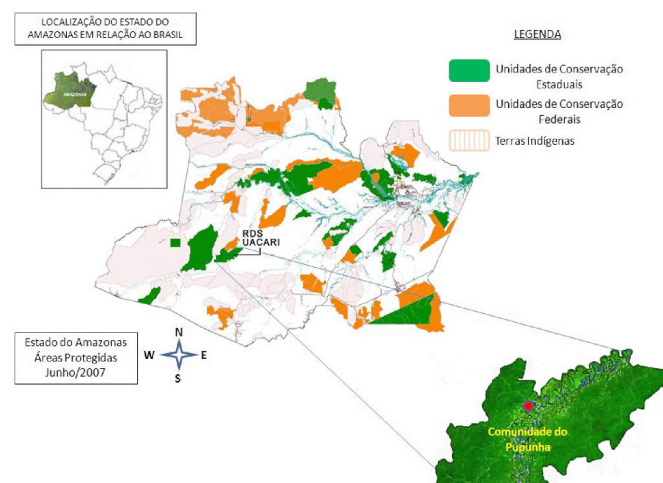 LOCALIZAÇÃO DO ESTADO DO
AMAZONAS EM RELAÇÃO AO BRASIL
AMAZONAS
LEGENDA
Unidades de Conservação
Estaduais
Unidades de Conservação
Federais
Terras Indígenas
RDS
UACARI
Estado do Amazonas
Áreas Protegidas
Junho/2007
N
W
E
S
Comunidade do
Pupunha